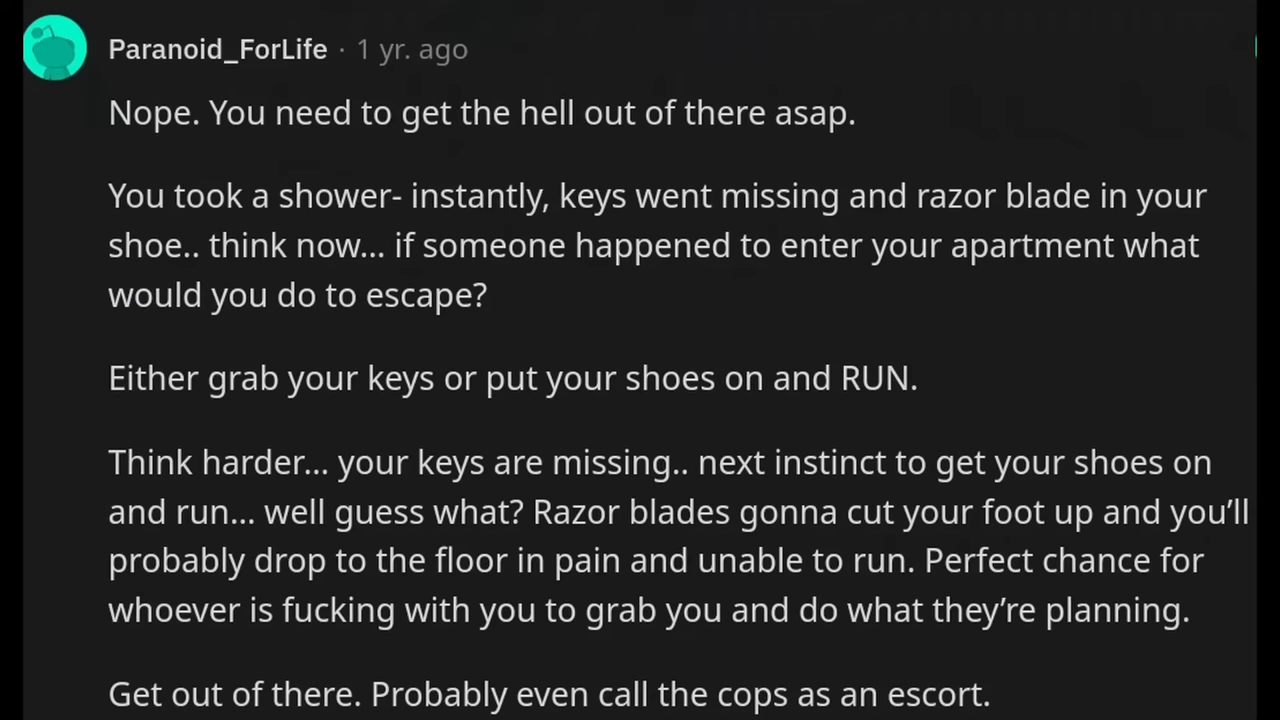 Paranoid_ForLife · 1 yr. ago
Nope. You need to get the hell out of there asap.
You took a shower- instantly, keys went missing and razor blade in your
shoe.. think now... if someone happened to enter your apartment what
would you do to escape?
Either grab your keys or put your shoes on and RUN.
Think harder... your keys are missing.. next instinct to get your shoes on
and run... well guess what? Razor blades gonna cut your foot up and you’ll
probably drop to the floor in pain and unable to run. Perfect chance for
whoever is fucking with you to grab you and do what they’re planning.
Get out of there. Probably even call the cops as an escort.